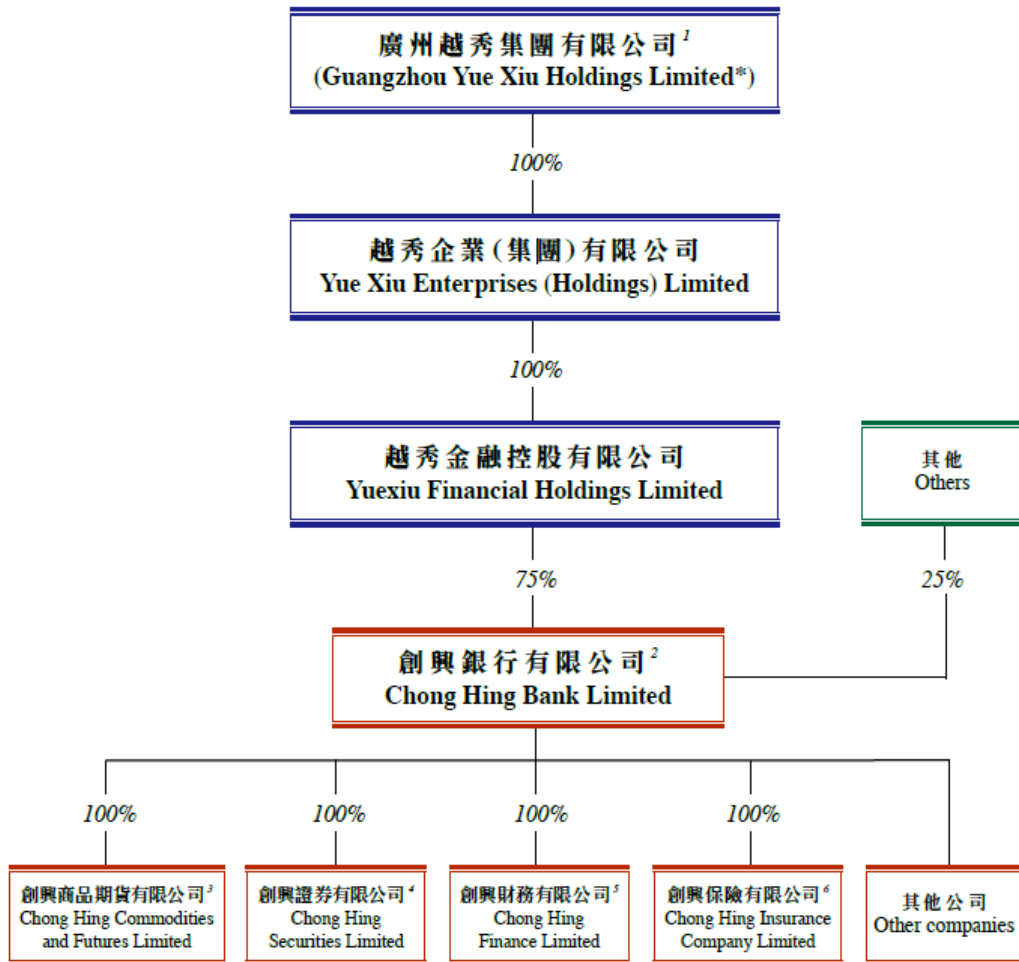 廣州越秀集團有限公司1
(Guangzhou Yue Xiu Holdings Limited*)
100%
越秀企業(集團)有限公司
Yue Xiu Enterprises (Holdings) Limited
100%
越秀金融控股有限公司
Yuexiu Financial Holdings Limited
其他
Others
75%
25%
創興銀行有限公司2
Chong Hing Bank Limited
100%
100%
100%
100%
創興商品期貨有限公司3
Chong Hing Commodities
and Futures Limited
創興證券有限公司4
Chong Hing
Securities Limited
創興財務有限公司5
Chong Hing
Finance Limited
創興保險有限公司6
Chong Hing Insurance
Company Limited
其他公司
Other companies